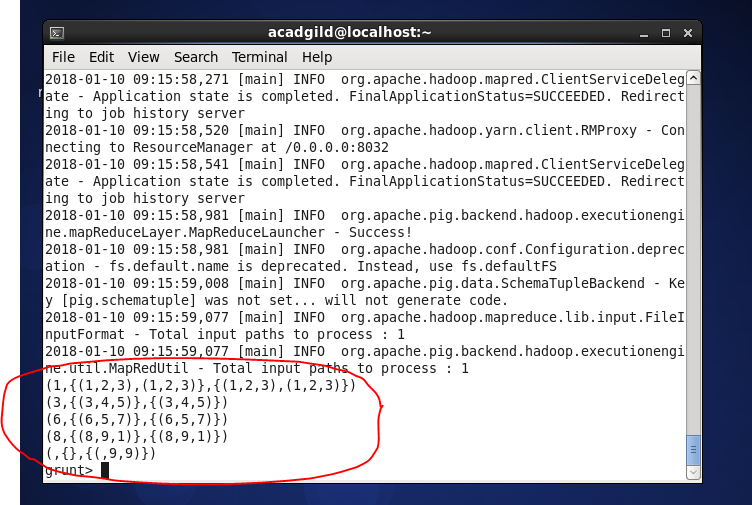 acadgild@localhost:~
File Edit View Search Terminal Help
2018-01-10 09:15:58,271 [main] INFO  org.apache.hadoop.mapred.ClientServiceDeleg
ate - Application state is completed. FinalApplicationStatus=SUCCEEDED. Redirect
ing to job history server
2018-01-10 09:15:58,520 [main] INFO  org.apache.hadoop.yarn.client.RMProxy - Con
necting to ResourceManager at /0.0.0.0:8032
2018-01-10 09:15:58,541 [main] INFO  org.apache.hadoop.mapred.ClientServiceDeleg
ate - Application state is completed. FinalApplicationStatus=SUCCEEDED. Redirect
ing to job history server
2018-01-10 09:15:58,981 [main] INFO  org.apache.pig.backend.hadoop.executionengi
ne.mapReduceLayer.MapReduceLauncher - Success!
2018-01-10 09:15:58,981 [main] INFO  org.apache.hadoop.conf.Configuration.deprec
ation - fs.default.name is deprecated. Instead, use fs.defaultFS
2018-01-10 09:15:59,008 [main] INFO  org.apache.pig.data.SchemaTupleBackend - Ke
y [pig.schematuple] was not set... will not generate code.
2018-01-10 09:15:59,077 [main] INFO  org.apache.hadoop.mapreduce.lib.input.FileI
nputFormat - Total input paths to process : 1
2018-01-10 09:15:59,077 [main] INFO  org.apache.pig.backend.hadoop.executionengi
ne.util.MapRedUtil - Total input paths to process : 1
(1,{(1,2,3),(1,2,3)},{(1,2,3),(1,2,3)})
(3,{(3,4,5)},{(3,4,5)})
(6,{(6,5,7)},{(6,5,7)})
(8,{(8,9,1)},{(8,9,1)})
(,{},{(,9,9)})
grunt>